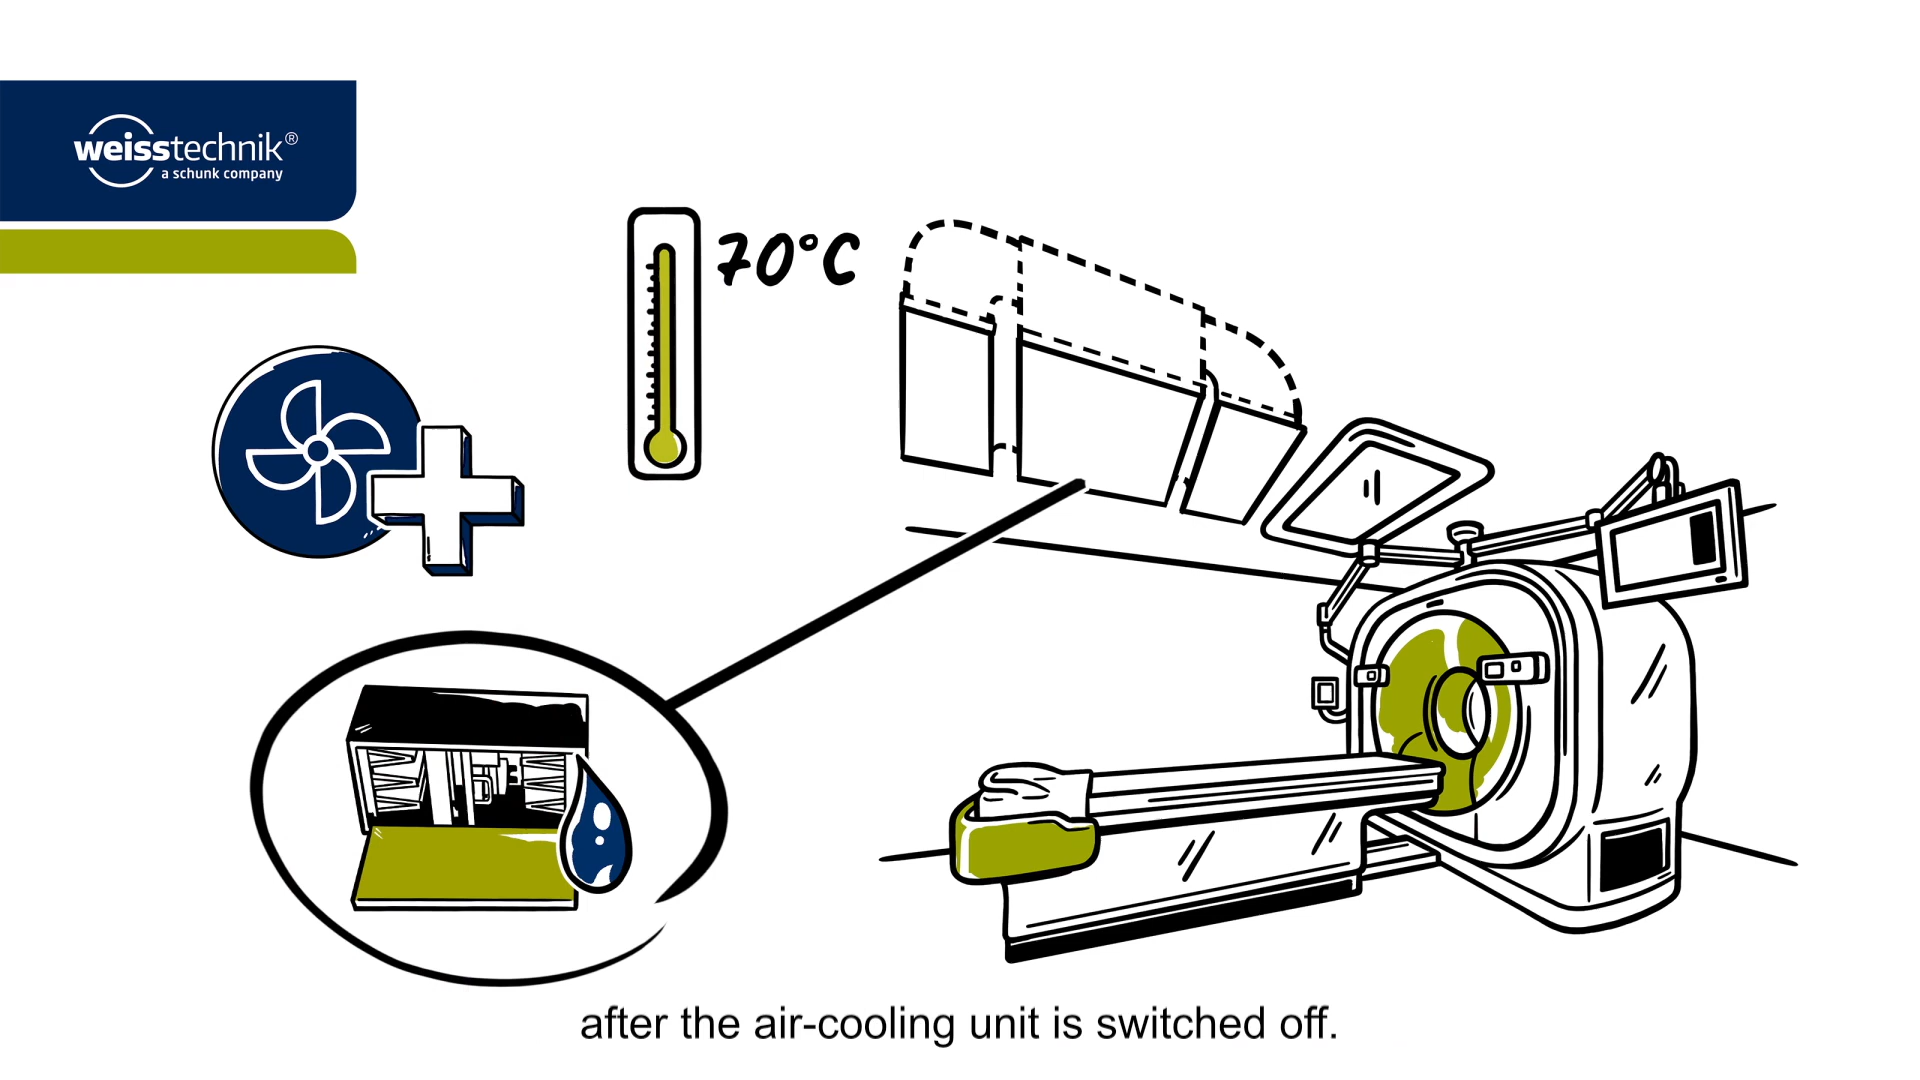 weisstechnik®
a schunk company
70°C
after the air-cooling unit is switched off.